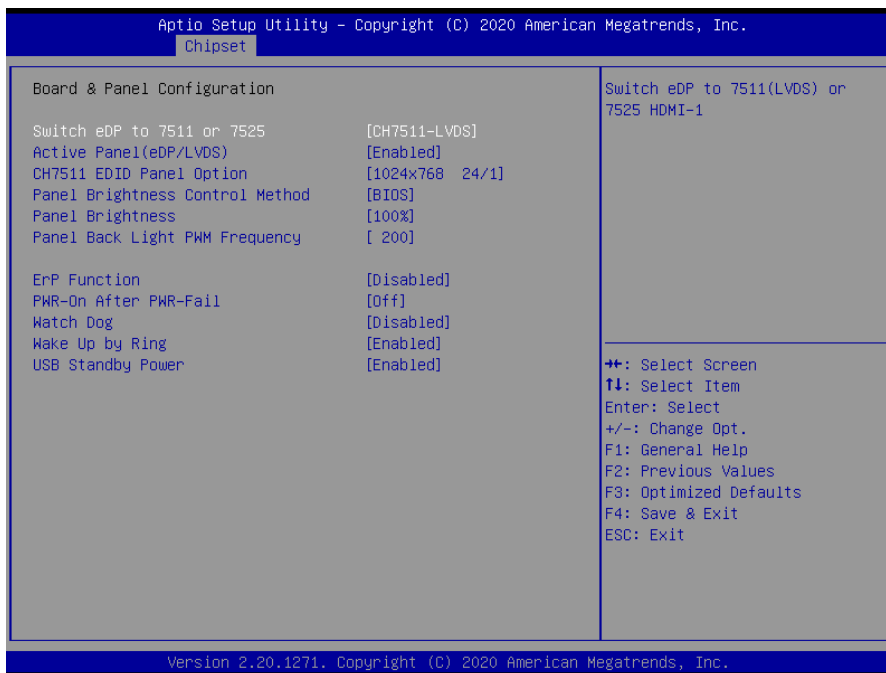 Aptio Setup Utility – Copyright (C) 2020 American Megatrends, Inc.
Chipset
Board & Panel Configuration
Switch eDP to 7511 or 7525 [CH7511-LVDS]
Active Panel(eDP/LVDS) [Enabled]
CH7511 EDID Panel Option [1024x768 24/1]
Panel Brightness Control Method [BIOS]
Panel Brightness [100%]
Panel Back Light PWM Frequency [ 200]
ErP Function [Disabled]
PWR-On After PWR-Fail [Off]
Watch Dog [Disabled]
Wake Up by Ring [Enabled]
USB Standby Power [Enabled]
Switch eDP to 7511(LVDS) or
7525 HDMI-1
→←: Select Screen
↑↓: Select Item
Enter: Select
+/-: Change Opt.
F1: General Help
F2: Previous Values
F3: Optimized Defaults
F4: Save & Exit
ESC: Exit
Version 2.20.1271. Copyright (C) 2020 American Megatrends, Inc.